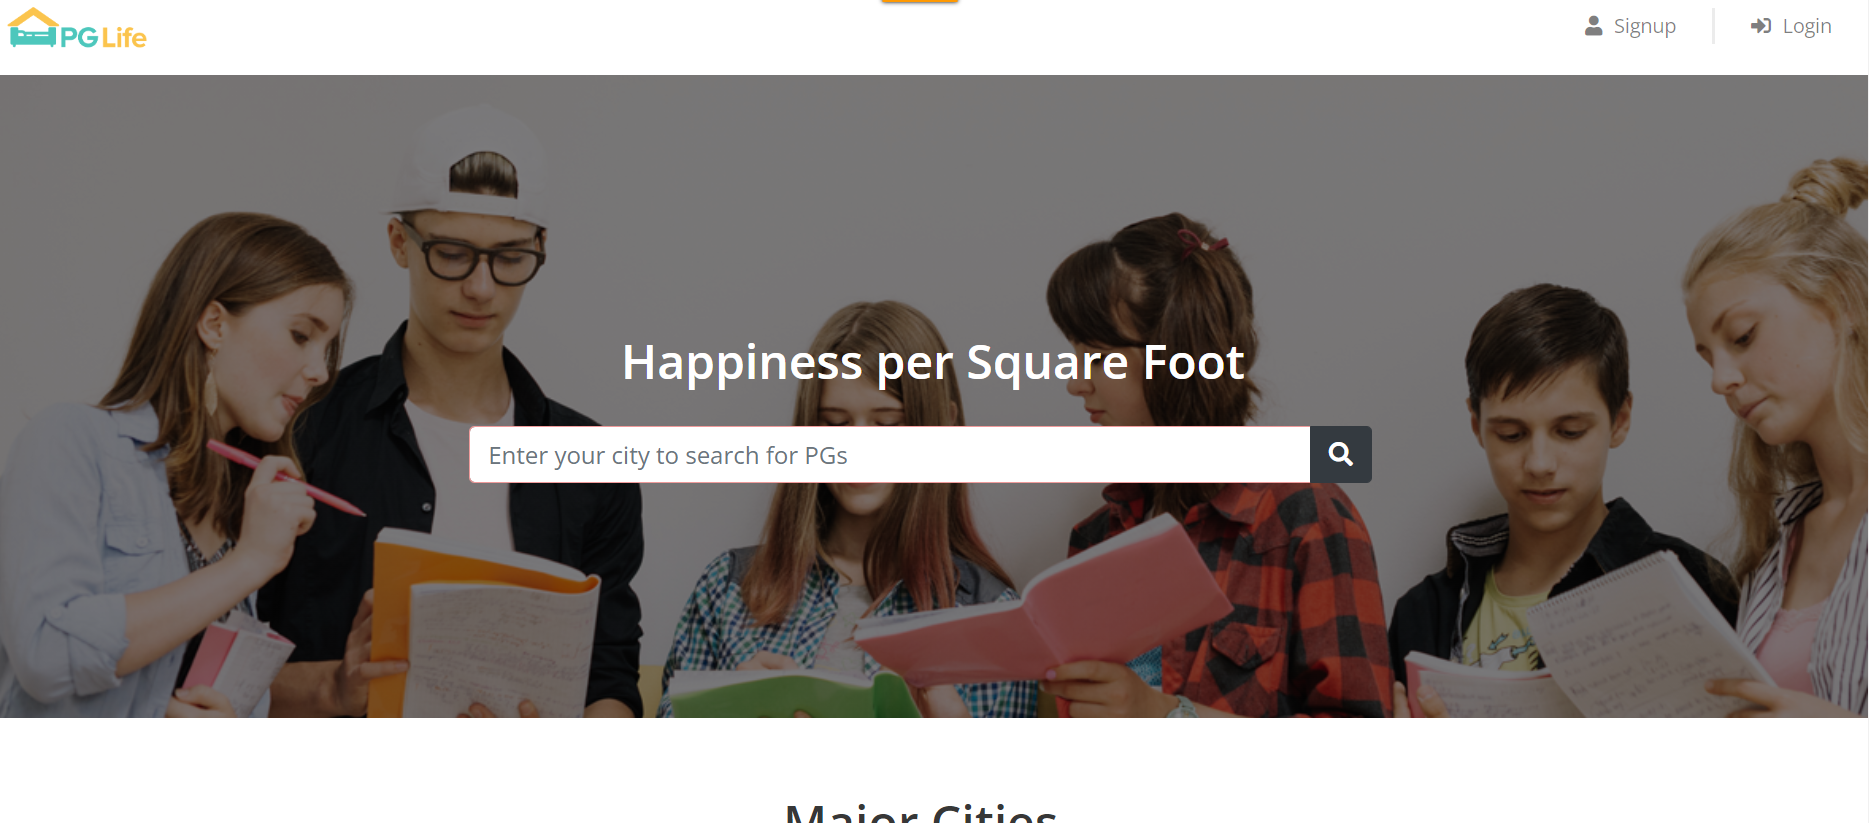 PG Life
Signup
Login
Happiness per Square Foot
Enter your city to search for PGs
Major Cities